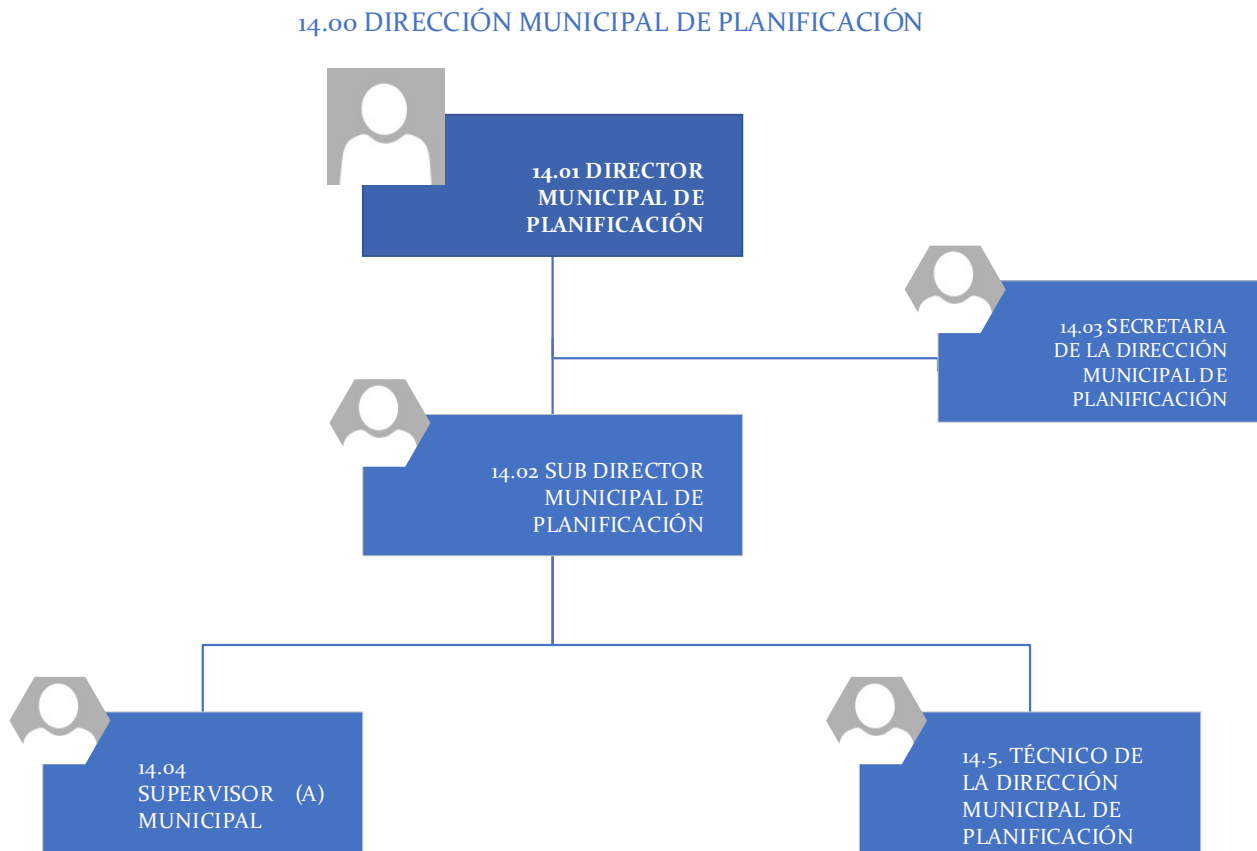 14.00 DIRECCIÓN MUNICIPAL DE PLANIFICACIÓN
14.01 DIRECTOR
MUNICIPAL DE
PLANIFICACIÓN
14.03 SECRETARIA
DE LA DIRECCIÓN
MUNICIPAL DE
PLANIFICACIÓN
14.02 SUB DIRECTOR
MUNICIPAL DE
PLANIFICACIÓN
14.04
SUPERVISOR (A)
MUNICIPAL
14.5. TÉCNICO DE
LA DIRECCIÓN
MUNICIPAL DE
PLANIFICACIÓN